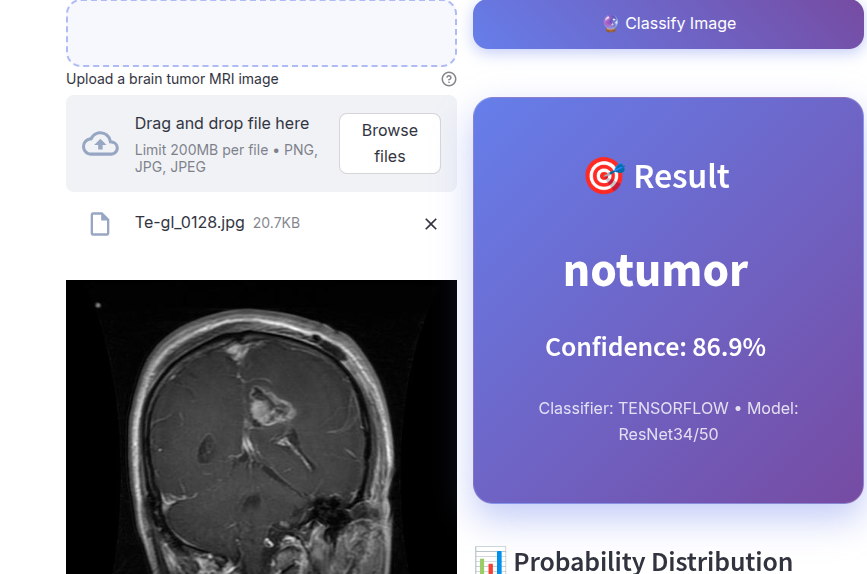 🔮 Classify Image
Upload a brain tumor MRI image
Drag and drop file here
Limit 200MB per file • PNG,
JPG, JPEG
Browse
files
Te-gl_0128.jpg 20.7KB
🎯 Result
notumor
Confidence: 86.9%
Classifier: TENSORFLOW • Model:
ResNet34/50
📊 Probability Distribution